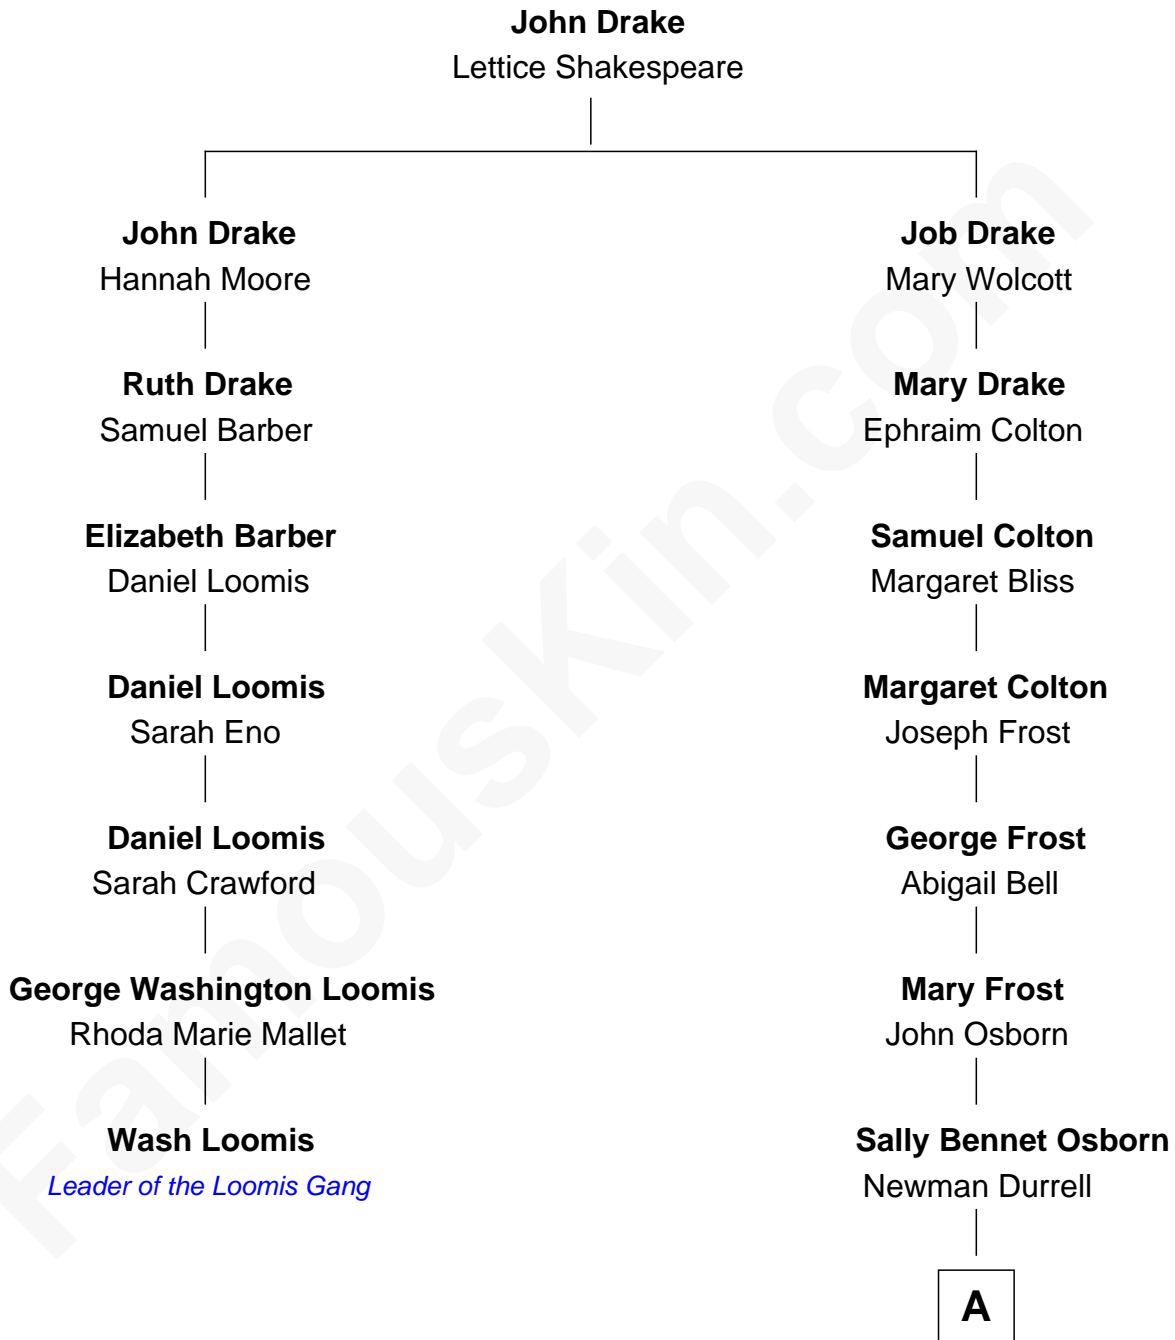 John Drake
Lettice Shakespeare
John Drake
Hannah Moore
Job Drake
Mary Wolcott
Ruth Drake
Samuel Barber
Mary Drake
Ephraim Colton
Elizabeth Barber
Daniel Loomis
Samuel Colton
Margaret Bliss
Daniel Loomis
Sarah Eno
Margaret Colton
Joseph Frost
Daniel Loomis
Sarah Crawford
George Frost
Abigail Bell
George Washington Loomis
Rhoda Marie Mallet
Mary Frost
John Osborn
Wash Loomis
Leader of the Loomis Gang
Sally Bennet Osborn
Newman Durrell
A
FamousKin.com